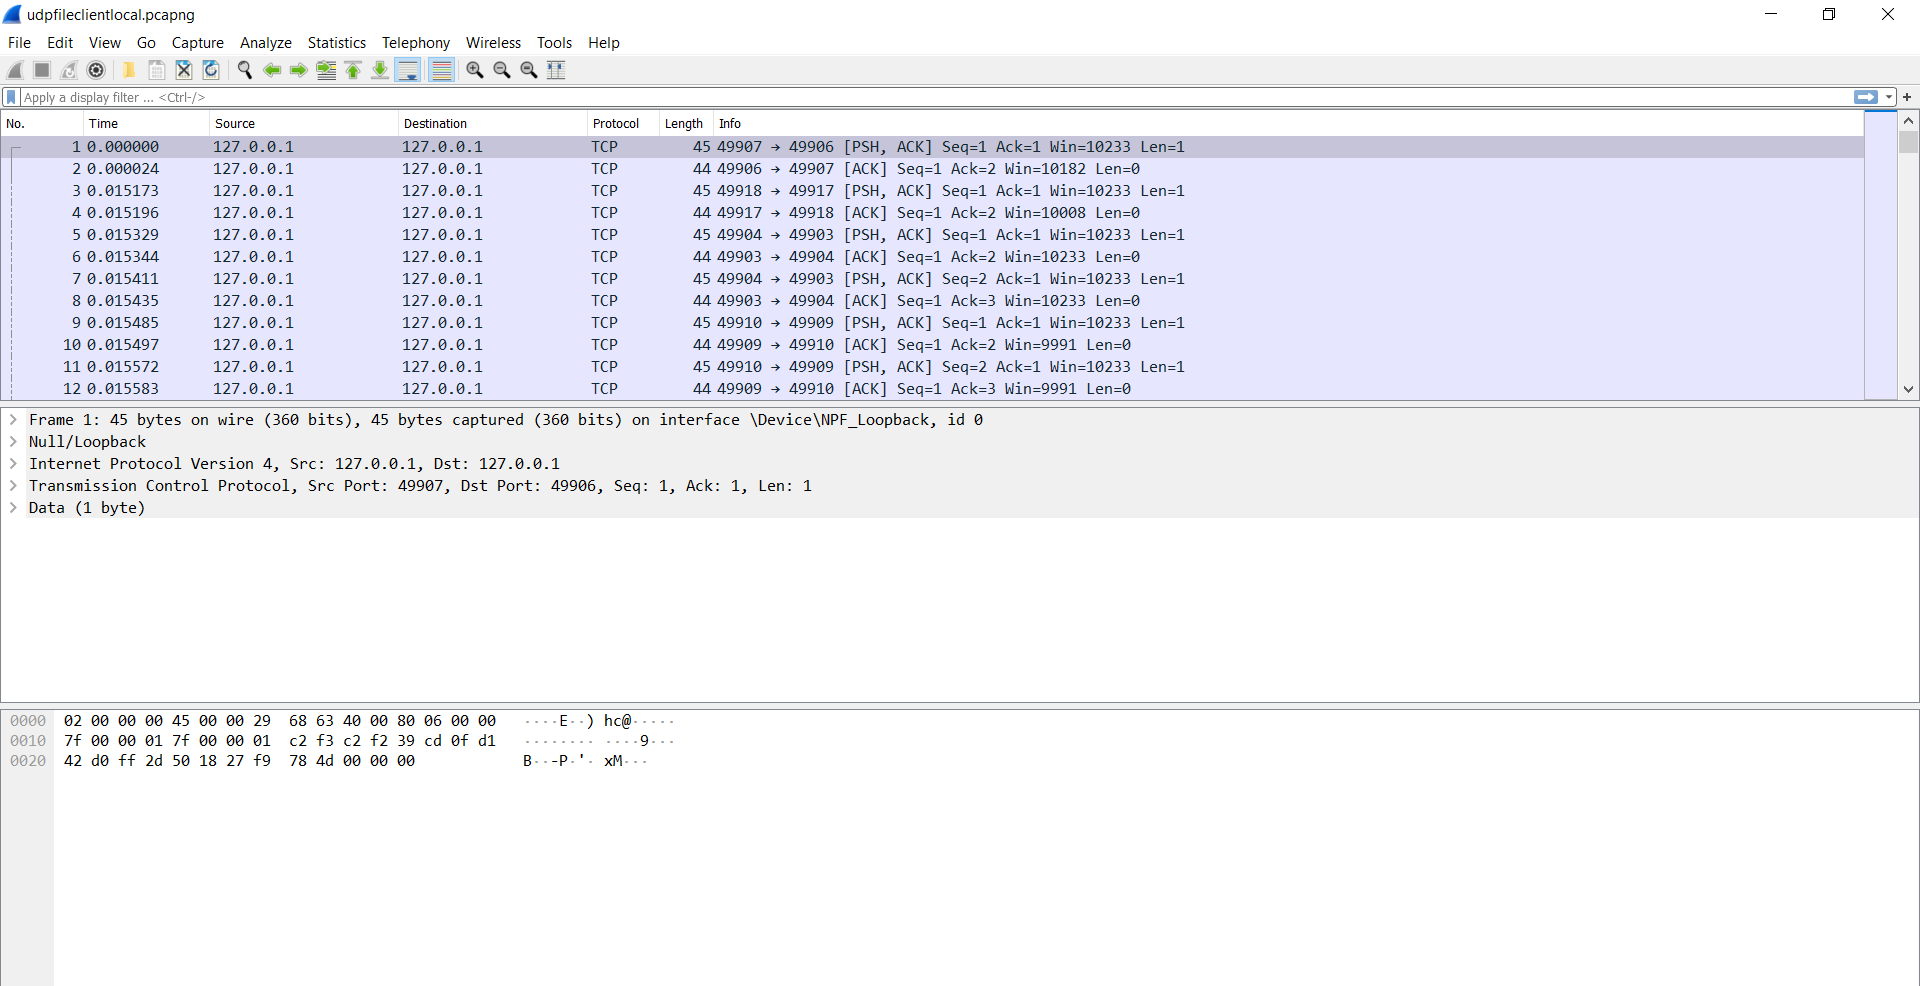 udpfileclientlocal.pcapng
File Edit View Go Capture Analyze Statistics Telephony Wireless Tools Help
Apply a display filter ... <Ctrl-/>
No. Time Source Destination Protocol Length Info
1 0.000000 127.0.0.1 127.0.0.1 TCP 45 49907 → 49906 [PSH, ACK] Seq=1 Ack=1 Win=10233 Len=1
2 0.000024 127.0.0.1 127.0.0.1 TCP 44 49906 → 49907 [ACK] Seq=1 Ack=2 Win=10182 Len=0
3 0.015173 127.0.0.1 127.0.0.1 TCP 45 49918 → 49917 [PSH, ACK] Seq=1 Ack=1 Win=10233 Len=1
4 0.015196 127.0.0.1 127.0.0.1 TCP 44 49917 → 49918 [ACK] Seq=1 Ack=2 Win=10008 Len=0
5 0.015329 127.0.0.1 127.0.0.1 TCP 45 49904 → 49903 [PSH, ACK] Seq=1 Ack=1 Win=10233 Len=1
6 0.015344 127.0.0.1 127.0.0.1 TCP 44 49903 → 49904 [ACK] Seq=1 Ack=2 Win=10233 Len=0
7 0.015411 127.0.0.1 127.0.0.1 TCP 45 49904 → 49903 [PSH, ACK] Seq=2 Ack=1 Win=10233 Len=1
8 0.015435 127.0.0.1 127.0.0.1 TCP 44 49903 → 49904 [ACK] Seq=1 Ack=3 Win=10233 Len=0
9 0.015485 127.0.0.1 127.0.0.1 TCP 45 49910 → 49909 [PSH, ACK] Seq=1 Ack=1 Win=10233 Len=1
10 0.015497 127.0.0.1 127.0.0.1 TCP 44 49909 → 49910 [ACK] Seq=1 Ack=2 Win=9991 Len=0
11 0.015572 127.0.0.1 127.0.0.1 TCP 45 49910 → 49909 [PSH, ACK] Seq=2 Ack=1 Win=10233 Len=1
12 0.015583 127.0.0.1 127.0.0.1 TCP 44 49909 → 49910 [ACK] Seq=1 Ack=3 Win=9991 Len=0
Frame 1: 45 bytes on wire (360 bits), 45 bytes captured (360 bits) on interface \Device\NPF_Loopback, id 0
Null/Loopback
Internet Protocol Version 4, Src: 127.0.0.1, Dst: 127.0.0.1
Transmission Control Protocol, Src Port: 49907, Dst Port: 49906, Seq: 1, Ack: 1, Len: 1
Data (1 byte)
0000 02 00 00 00 45 00 00 29 68 63 40 00 80 06 00 00 ····E··) hc@·····
0010 7f 00 00 01 7f 00 00 01 c2 f3 c2 f2 39 cd 0f d1 ········ ····9···
0020 42 d0 ff 2d 50 18 27 f9 78 4d 00 00 00 B··-P·'· xM···